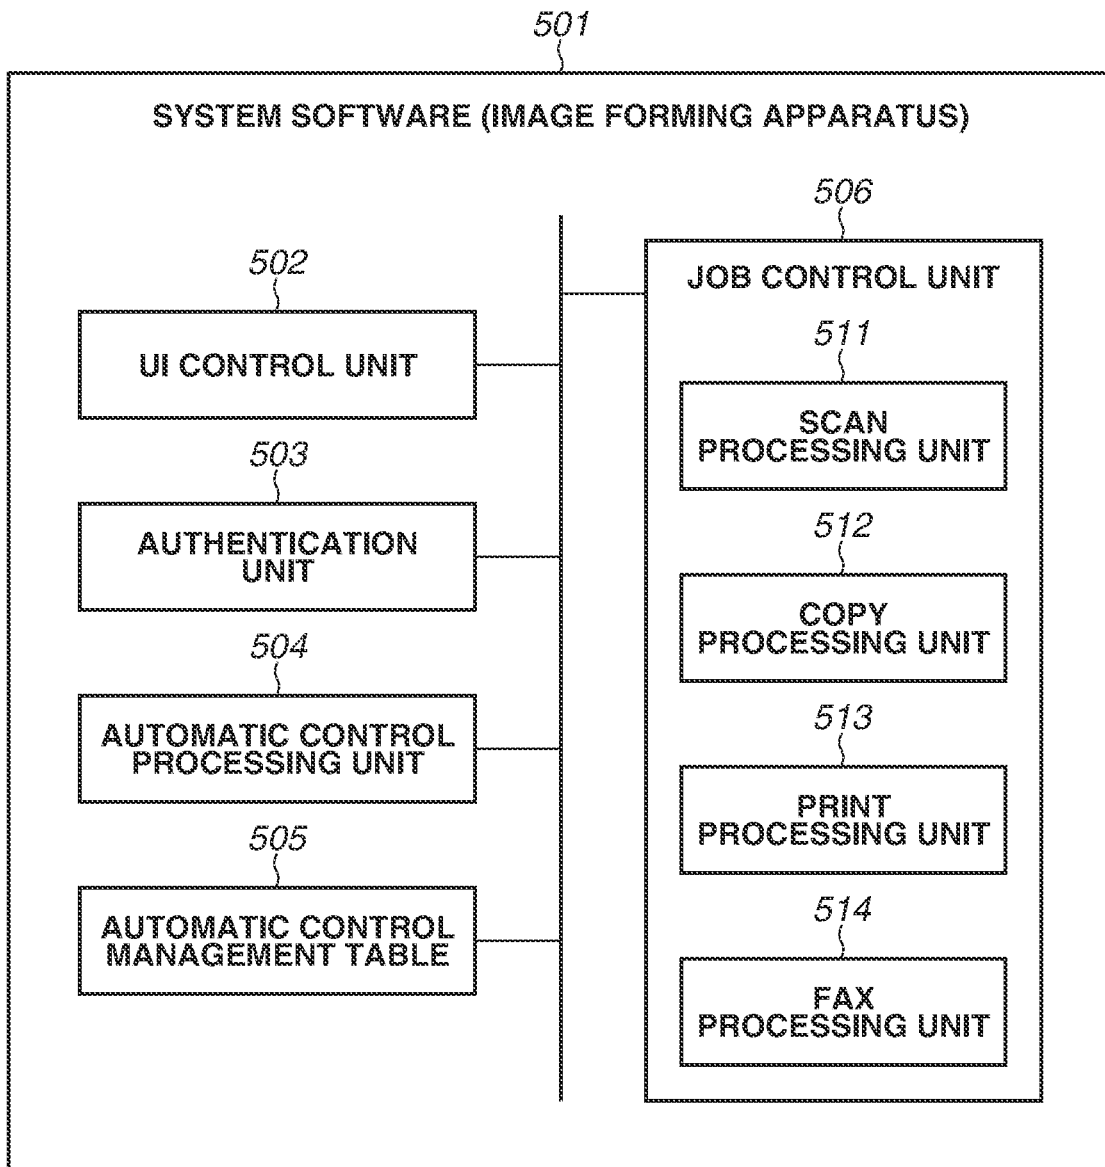 501
SYSTEM SOFTWARE (IMAGE FORMING APPARATUS)
502
UI CONTROL UNIT
503
AUTHENTICATION
UNIT
504
AUTOMATIC CONTROL
PROCESSING UNIT
505
AUTOMATIC CONTROL
MANAGEMENT TABLE
506
JOB CONTROL UNIT
511
SCAN
PROCESSING UNIT
512
COPY
PROCESSING UNIT
513
PRINT
PROCESSING UNIT
514
FAX
PROCESSING UNIT